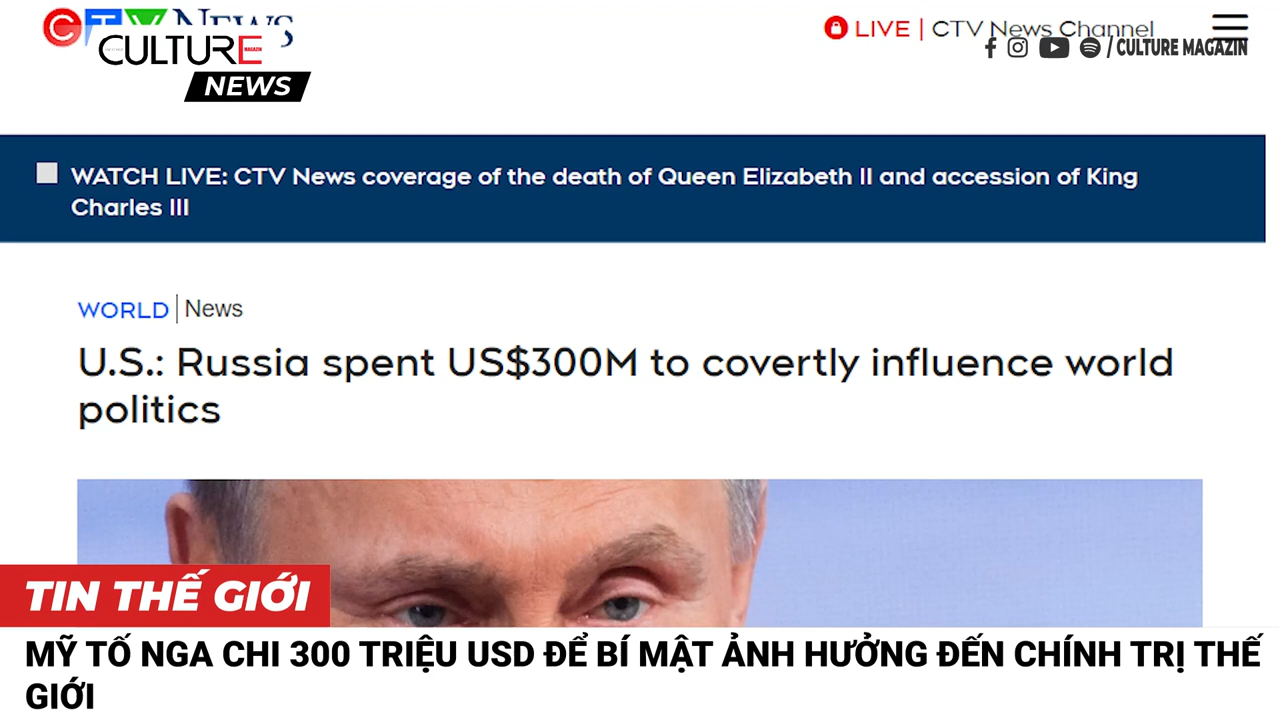 CTV NEWS
CULTURE
MAGAZIN
NEWS
LIVE | CTV News Channel
/ CULTURE MAGAZIN
WATCH LIVE: CTV News coverage of the death of Queen Elizabeth II and accession of King
Charles III
WORLD | News
U.S.: Russia spent US$300M to covertly influence world
politics
TIN THẾ GIỚI
MỸ TỐ NGA CHI 300 TRIỆU USD ĐỂ BÍ MẬT ẢNH HƯỞNG ĐẾN CHÍNH TRỊ THẾ
GIỚI